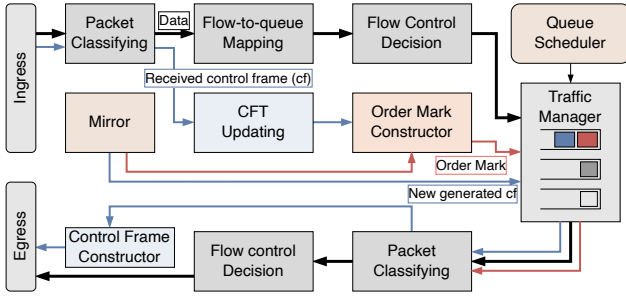 Ingress
Packet
Classifying
Data
Flow-to-queue
Mapping
Flow Control
Decision
Queue
Scheduler
Received control frame (cf)
Mirror
CFT
Updating
Order Mark
Constructor
Traffic
Manager
Order Mark
New generated cf
Egress
Control Frame
Constructor
Flow control
Decision
Packet
Classifying